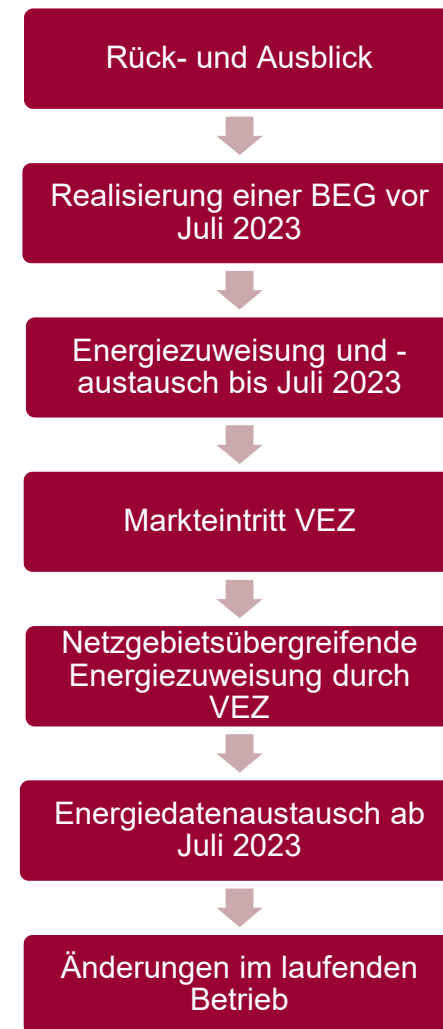 Rück- und Ausblick
Realisierung einer BEG vor
Juli 2023
Energiezuweisung und -
austausch bis Juli 2023
Markteintritt VEZ
Netzgebietsübergreifende
Energiezuweisung durch
VEZ
Energiedatenaustausch ab
Juli 2023
Änderungen im laufenden
Betrieb